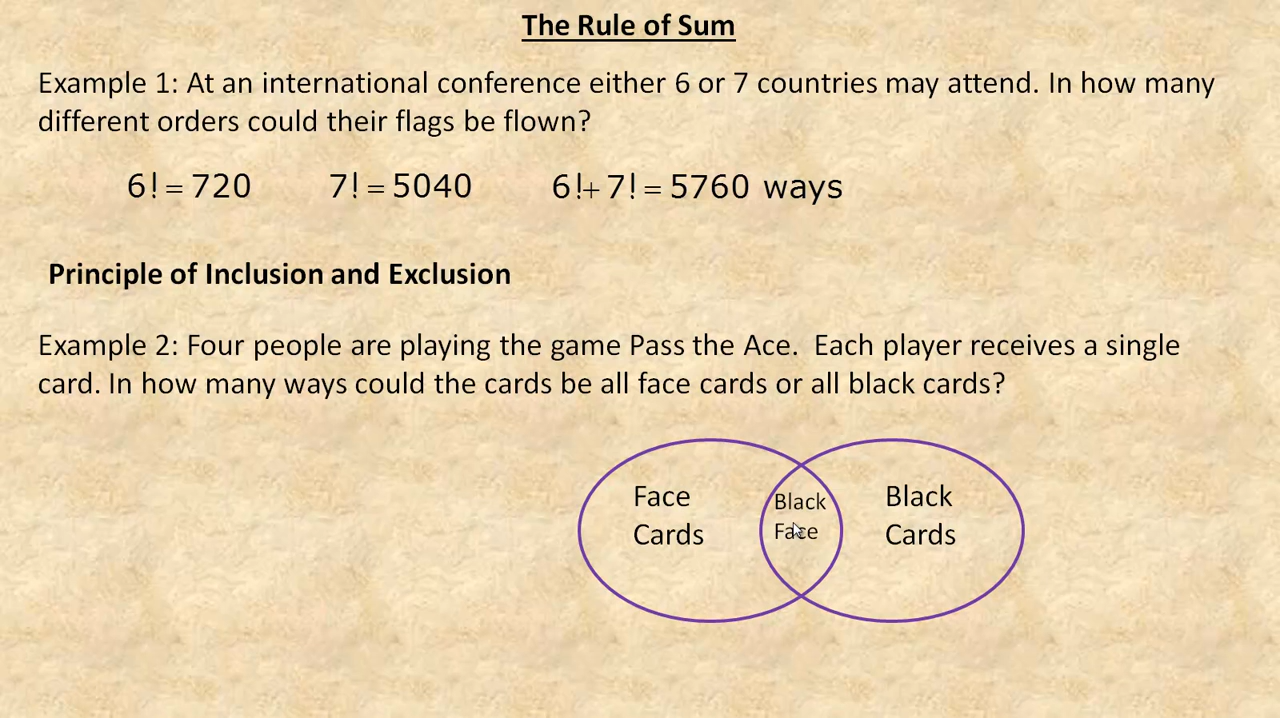 The Rule of Sum
Example 1: At an international conference either 6 or 7 countries may attend. In how many
different orders could their flags be flown?
6! = 720 7! = 5040 6!+ 7! = 5760 ways
Principle of Inclusion and Exclusion
Example 2: Four people are playing the game Pass the Ace. Each player receives a single
card. In how many ways could the cards be all face cards or all black cards?
Face
Cards
Black
Face
Black
Cards